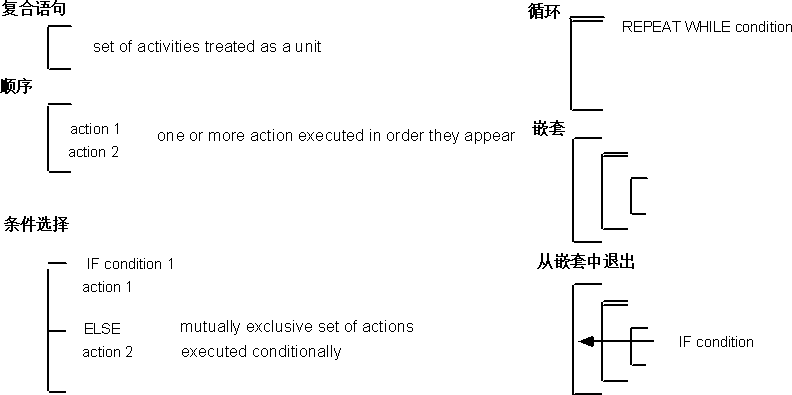 复合语句
set of activities treated as a unit
顺序
action 1
one or more action executed in order they appear
action 2
条件选择
IF condition 1
action 1
ELSE
mutually exclusive set of actions
action 2
executed conditionally
循环
REPEAT WHILE condition
嵌套
从嵌套中退出
IF condition